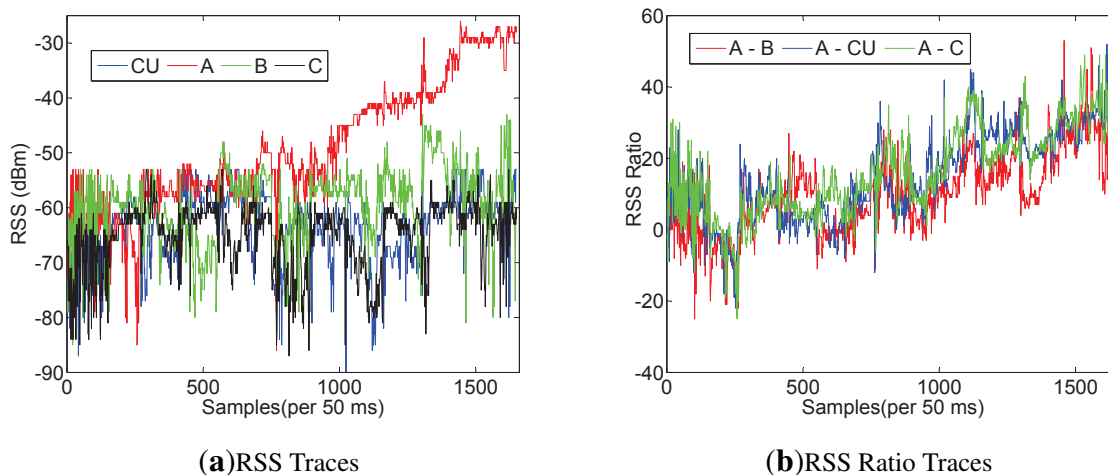 CU A B C
RSS (dBm)
-30
-40
-50
-60
-70
-80
-90
0 500 1000 1500
Samples(per 50 ms)
(a)RSS Traces
A - B A - CU A - C
RSS Ratio
60
40
20
0
-20
-40
0 500 1000 1500
Samples(per 50 ms)
(b)RSS Ratio Traces